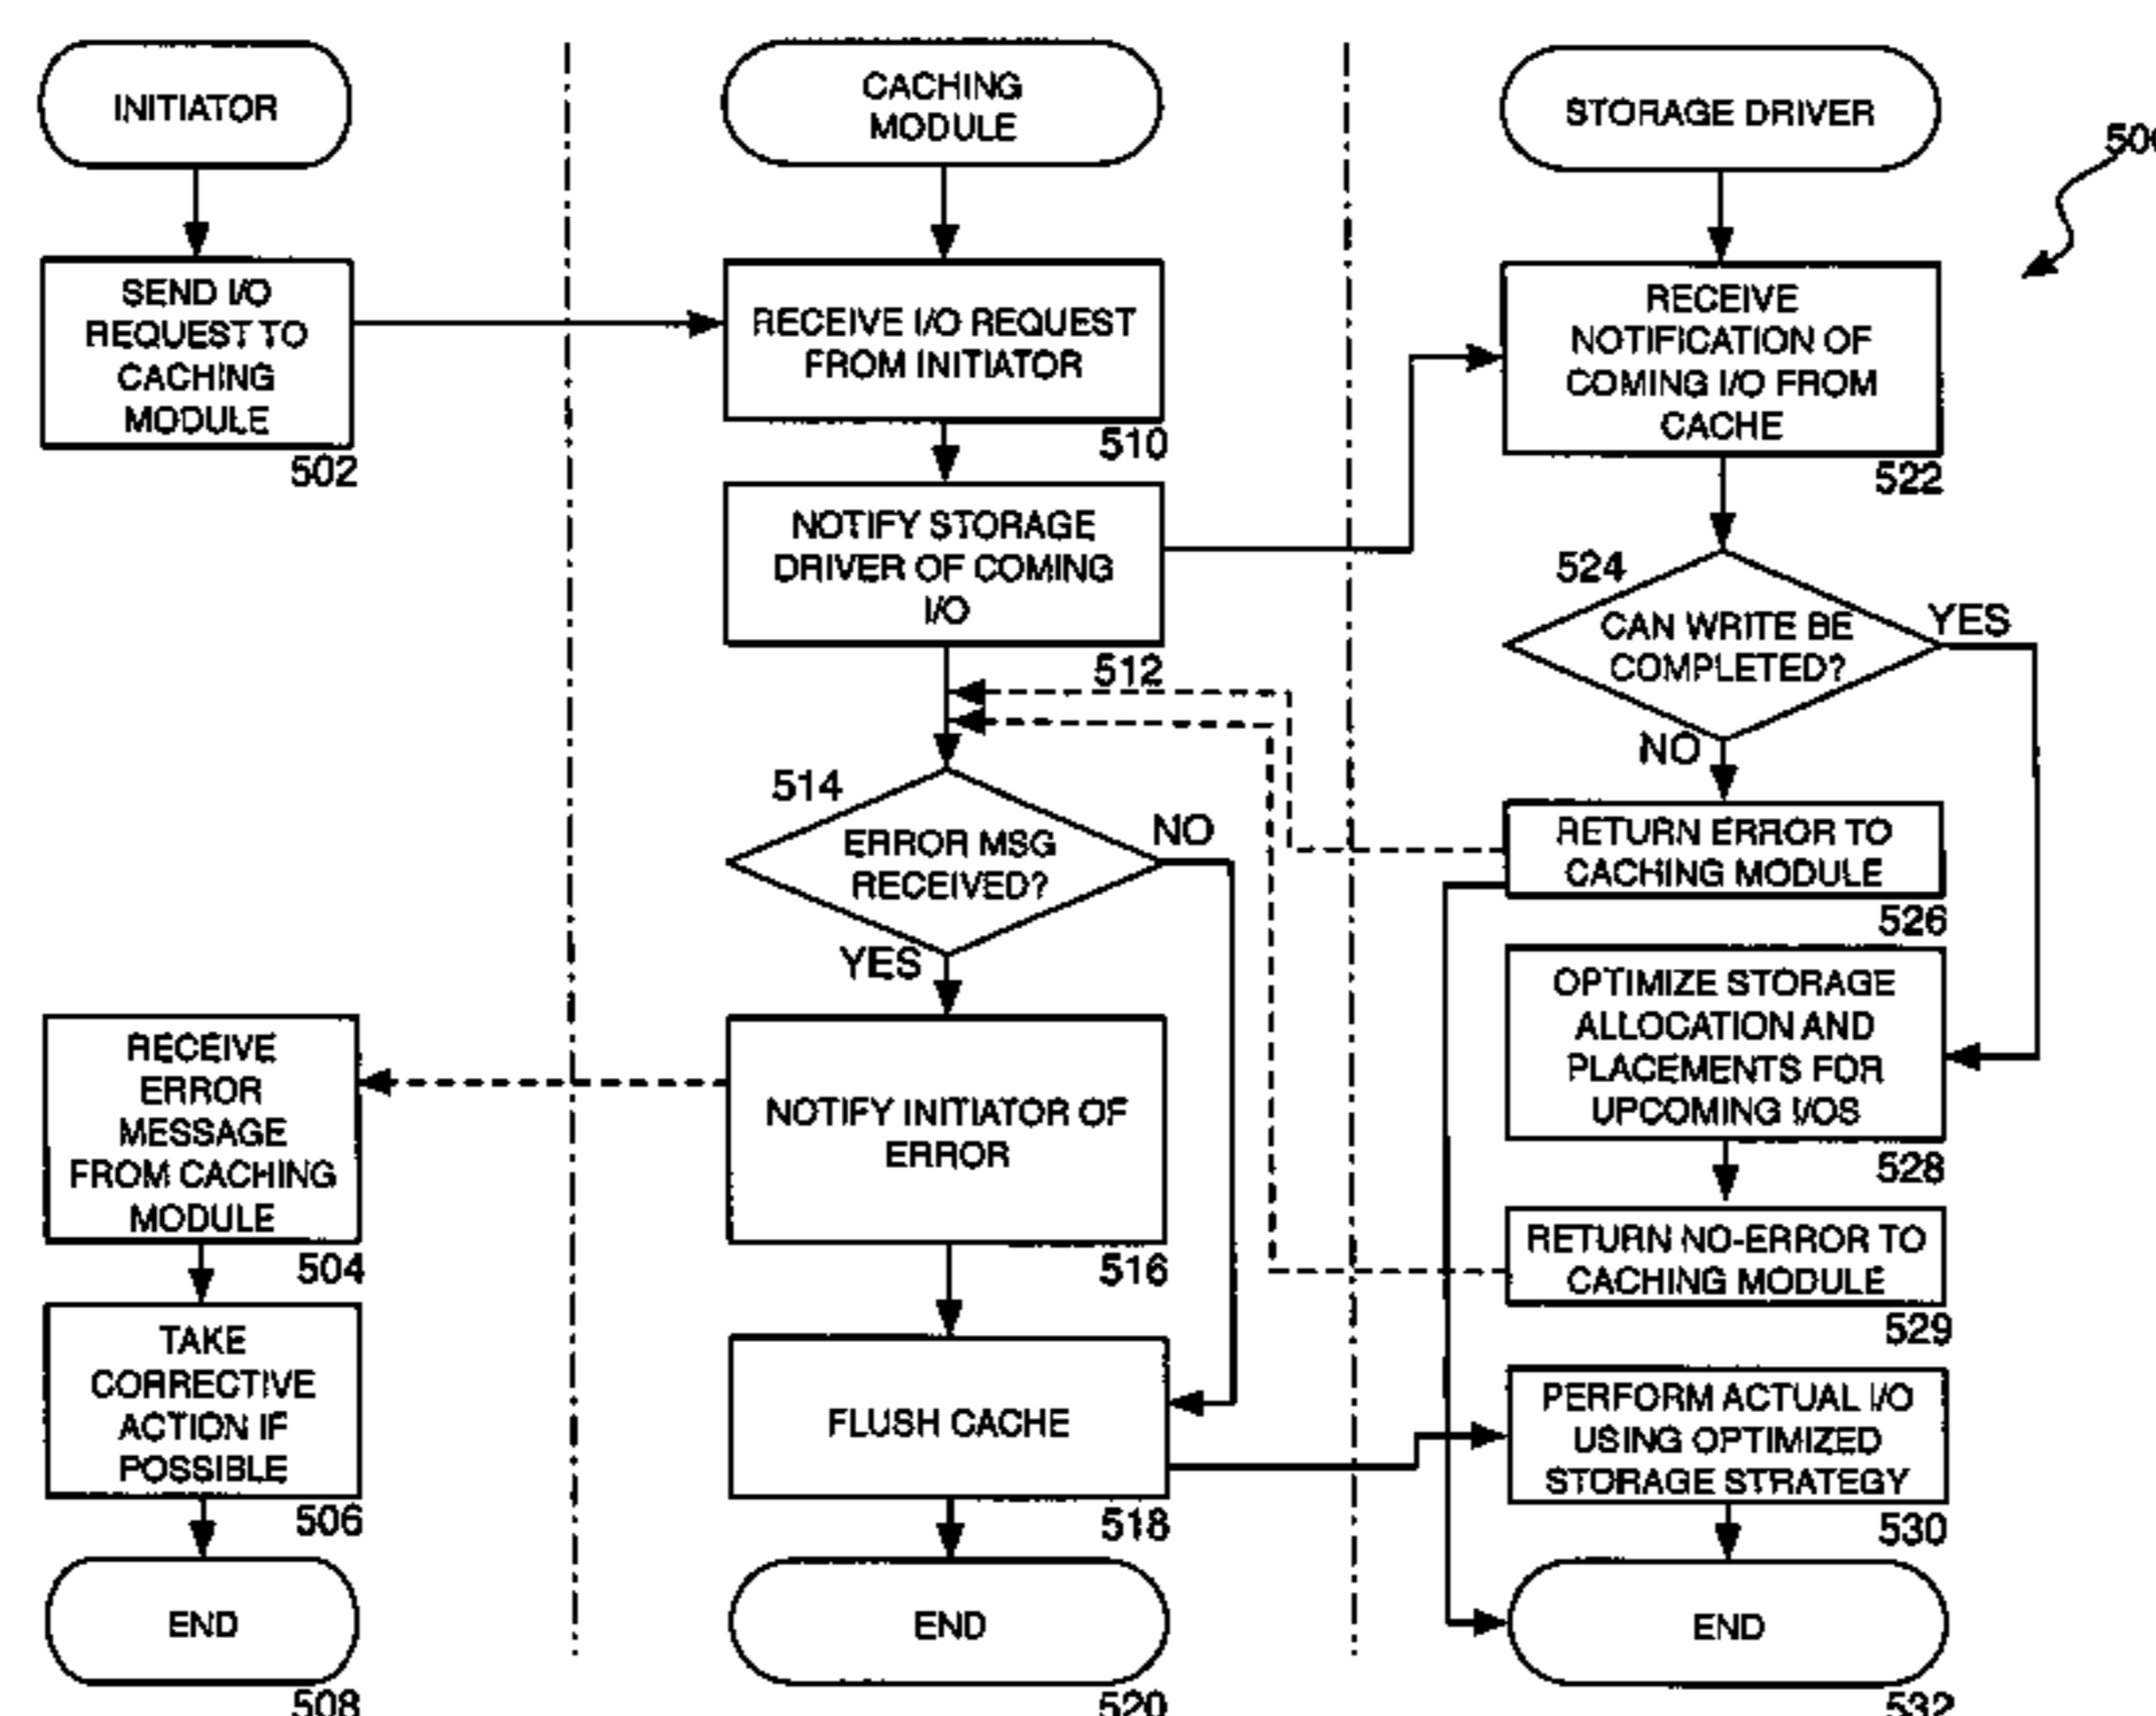 INITIATOR
SEND I/O
REQUEST TO
CACHING
MODULE
502
RECEIVE
ERROR
MESSAGE
FROM CACHING
MODULE
504
TAKE
CORRECTIVE
ACTION IF
POSSIBLE
506
END
508
CACHING
MODULE
RECEIVE I/O REQUEST
FROM INITIATOR
510
NOTIFY STORAGE
DRIVER OF COMING
I/O
512
514
ERROR MSG
RECEIVED?
NO
YES
NOTIFY INITIATOR OF
ERROR
516
FLUSH CACHE
518
END
520
STORAGE DRIVER
RECEIVE
NOTIFICATION OF
COMING I/O FROM
CACHE
522
524
CAN WRITE BE
COMPLETED?
YES
NO
RETURN ERROR TO
CACHING MODULE
526
OPTIMIZE STORAGE
ALLOCATION AND
PLACEMENTS FOR
UPCOMING I/OS
528
RETURN NO-ERROR TO
CACHING MODULE
529
PERFORM ACTUAL I/O
USING OPTIMIZED
STORAGE STRATEGY
530
END
532